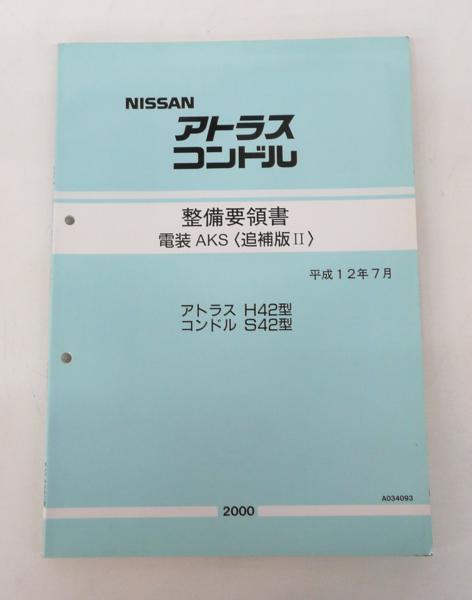 NISSAN
アトラス
コンドル
整備要領書
電装 AKS〈追補版Ⅱ〉
平成12年7月
アトラス H42型
コンドル S42型
A034093
2000